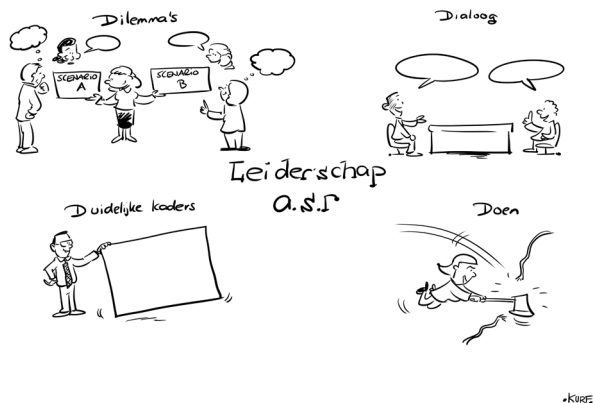 Dilemma's
Dialoog
SCENARIO
A
SCENARIO
B
Leiderschap
a.s.r
Duidelijke kaders
Doen
.KURF.